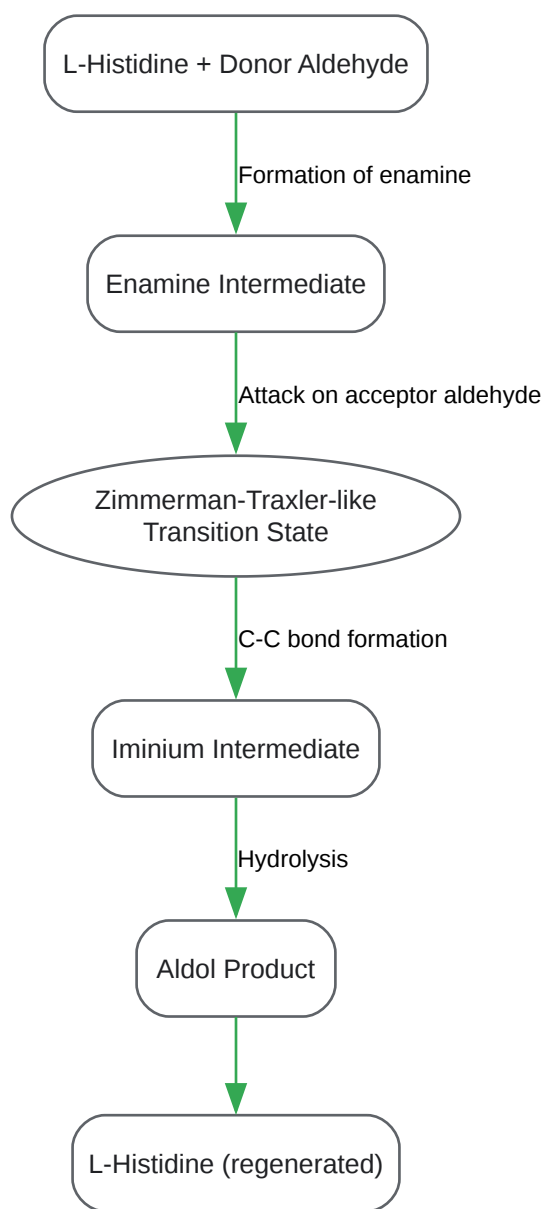 L-Histidine + Donor Aldehyde
Formation of enamine
Enamine Intermediate
Attack on acceptor aldehyde
Zimmerman-Traxler-like
Transition State
C-C bond formation
Iminium Intermediate
Hydrolysis
Aldol Product
L-Histidine (regenerated)